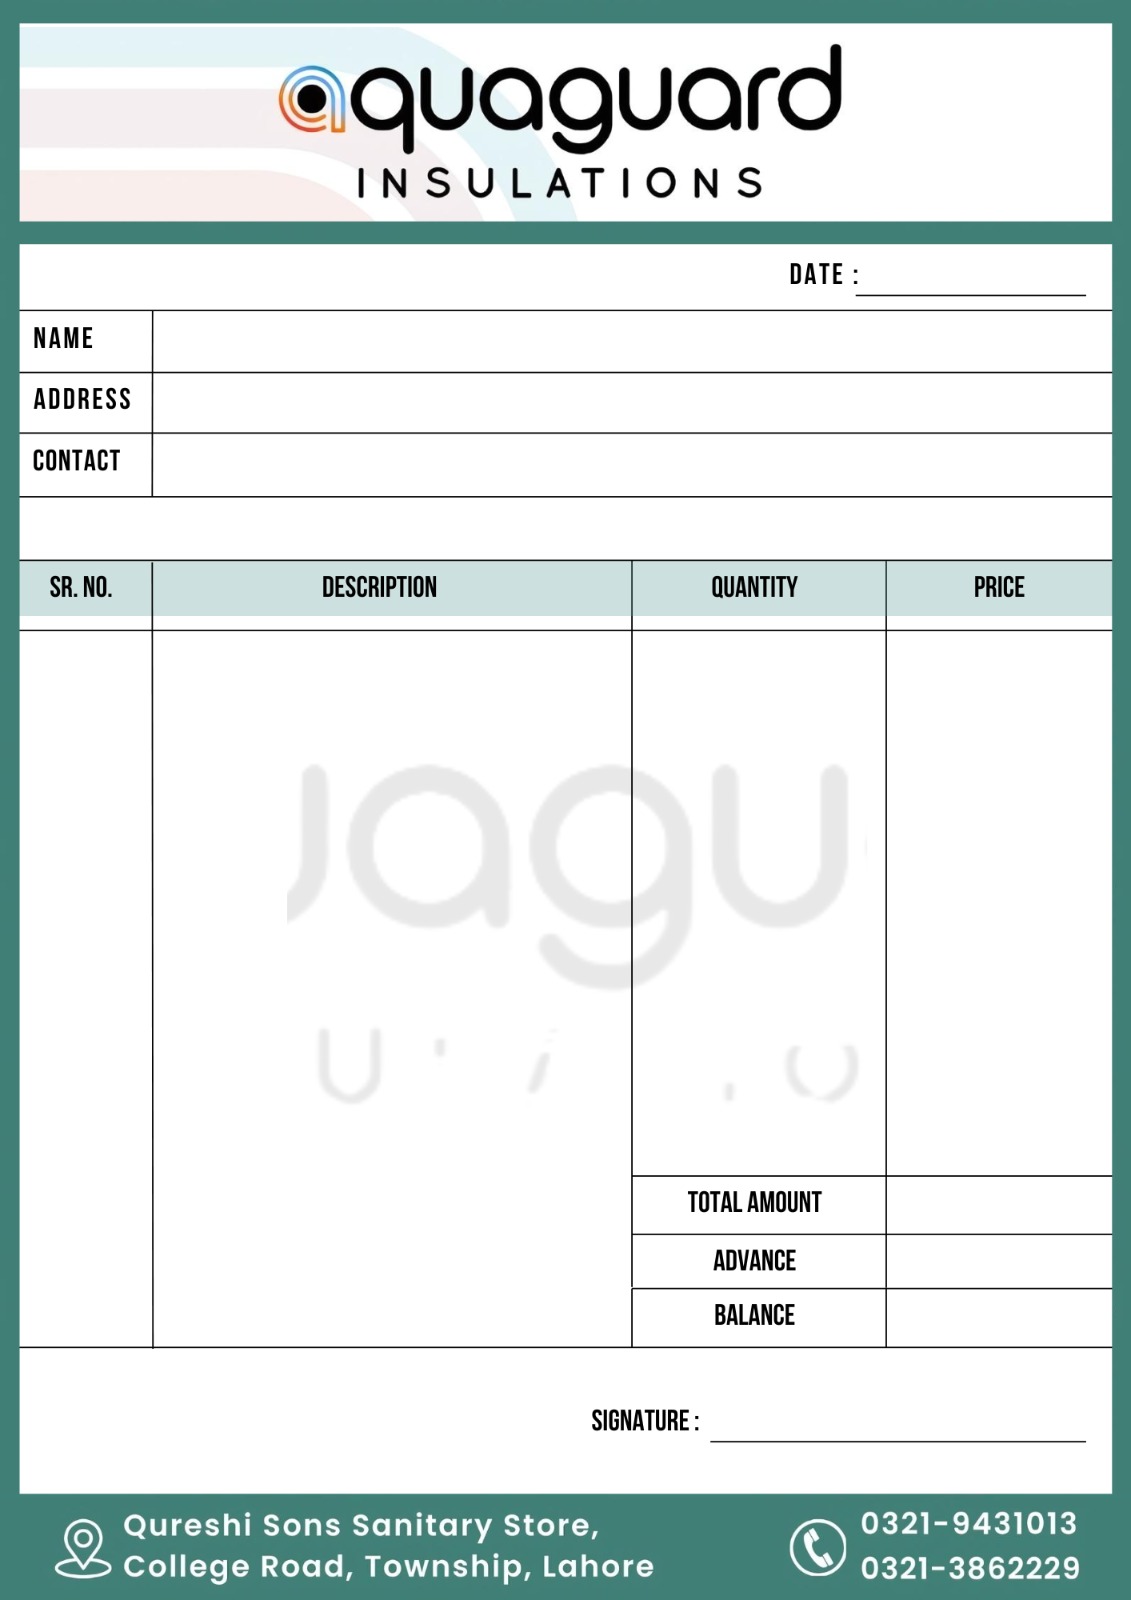 aquaguard
INSULATIONS
DATE :
NAME
ADDRESS
CONTACT
SR. NO. DESCRIPTION QUANTITY PRICE
uagu
TOTAL AMOUNT
ADVANCE
BALANCE
SIGNATURE :
Qureshi Sons Sanitary Store,
College Road, Township, Lahore
0321-9431013
0321-3862229